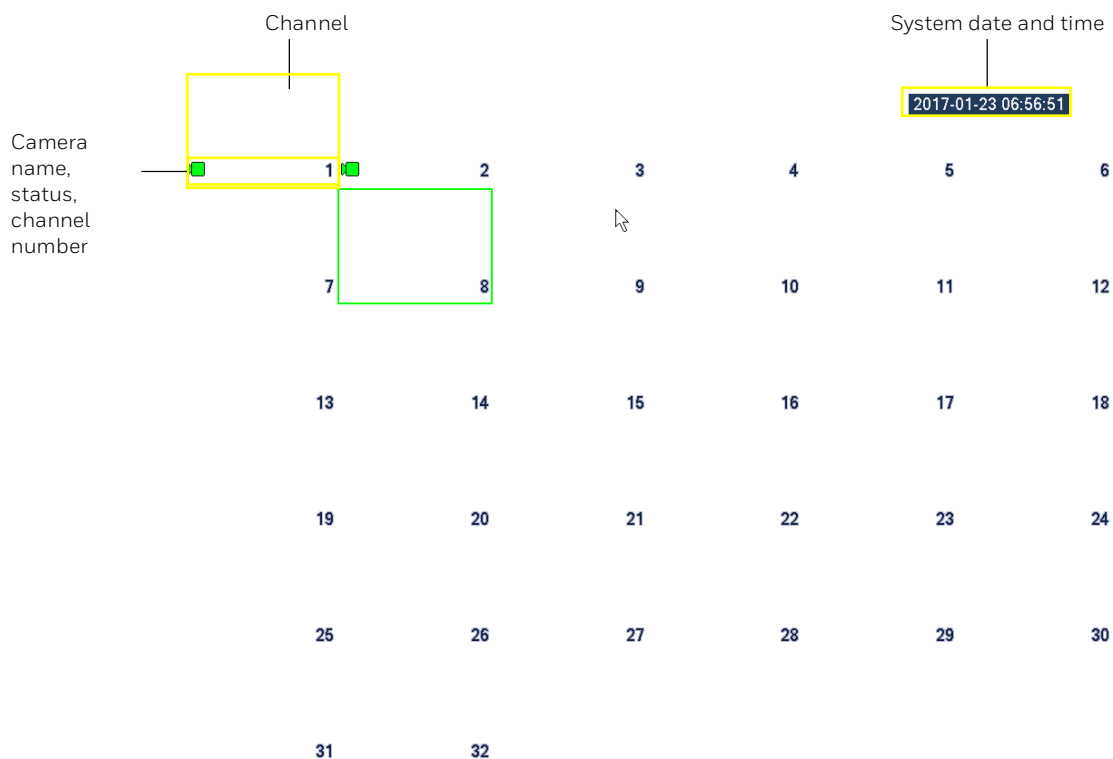 Channel
System date and time
2017-01-23 06:56:51
Camera
name,
status,
channel
number
1 2 3 4 5 6
7 8 9 10 11 12
13 14 15 16 17 18
19 20 21 22 23 24
25 26 27 28 29 30
31 32